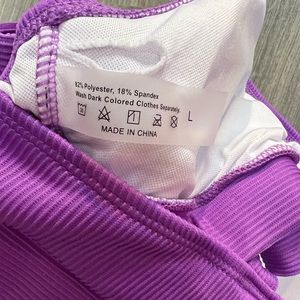 82% Polyester, 18% Spandex
Wash Dark Colored Clothes Separately.
L
MADE IN CHINA